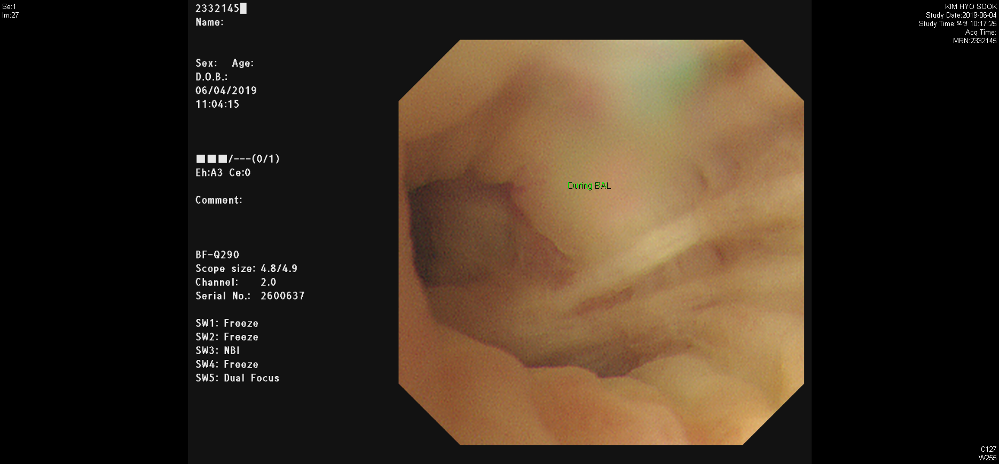 Se:1
Im:27
2332145
Name:
Sex: Age:
D.O.B.:
06/04/2019
11:04:15
■■■/---(0/1)
Eh:A3 Ce:0
Comment:
BF-Q290
Scope size: 4.8/4.9
Channel: 2.0
Serial No.: 2600637
SW1: Freeze
SW2: Freeze
SW3: NBI
SW4: Freeze
SW5: Dual Focus
During BAL
KIM HYO SOOK
Study Date:2019-06-04
Study Time:오전 10:17:25
Acq Time:
MRN:2332145
C127
W255